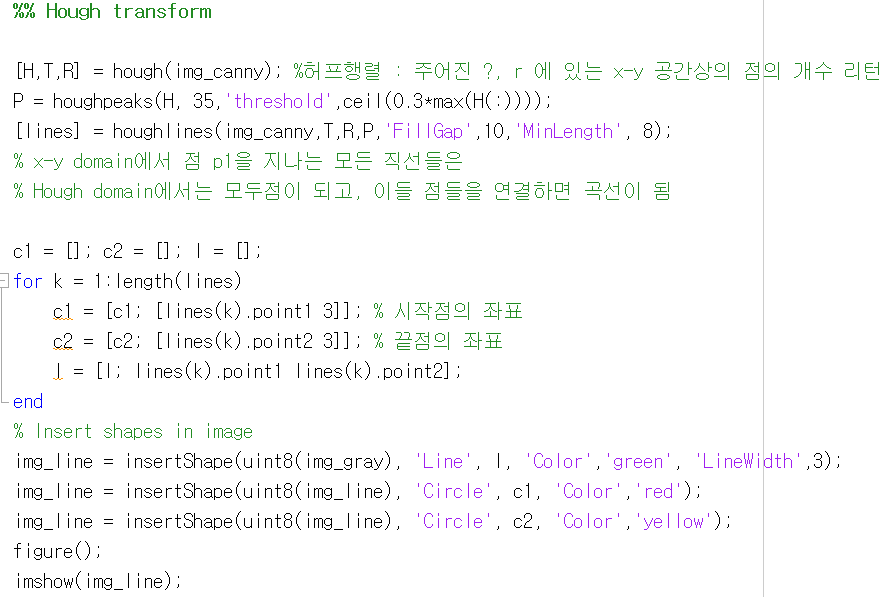 %% Hough transform
[H,T,R] = hough(img_canny); %허프행렬 : 주어진 ?, r 에 있는 x-y 공간상의 점의 개수 리턴
P = houghpeaks(H, 35,'threshold',ceil(0.3*max(H(:))));
[lines] = houghlines(img_canny,T,R,P,'FillGap',10,'MinLength', 8);
% x-y domain에서 점 p1을 지나는 모든 직선들은
% Hough domain에서는 모두점이 되고, 이들 점들을 연결하면 곡선이 됨
c1 = []; c2 = []; l = [];
for k = 1:length(lines)
c1 = [c1; [lines(k).point1 3]]; % 시작점의 좌표
c2 = [c2; [lines(k).point2 3]]; % 끝점의 좌표
l = [l; lines(k).point1 lines(k).point2];
end
% Insert shapes in image
img_line = insertShape(uint8(img_gray), 'Line', l, 'Color','green', 'LineWidth',3);
img_line = insertShape(uint8(img_line), 'Circle', c1, 'Color','red');
img_line = insertShape(uint8(img_line), 'Circle', c2, 'Color','yellow');
figure();
imshow(img_line);